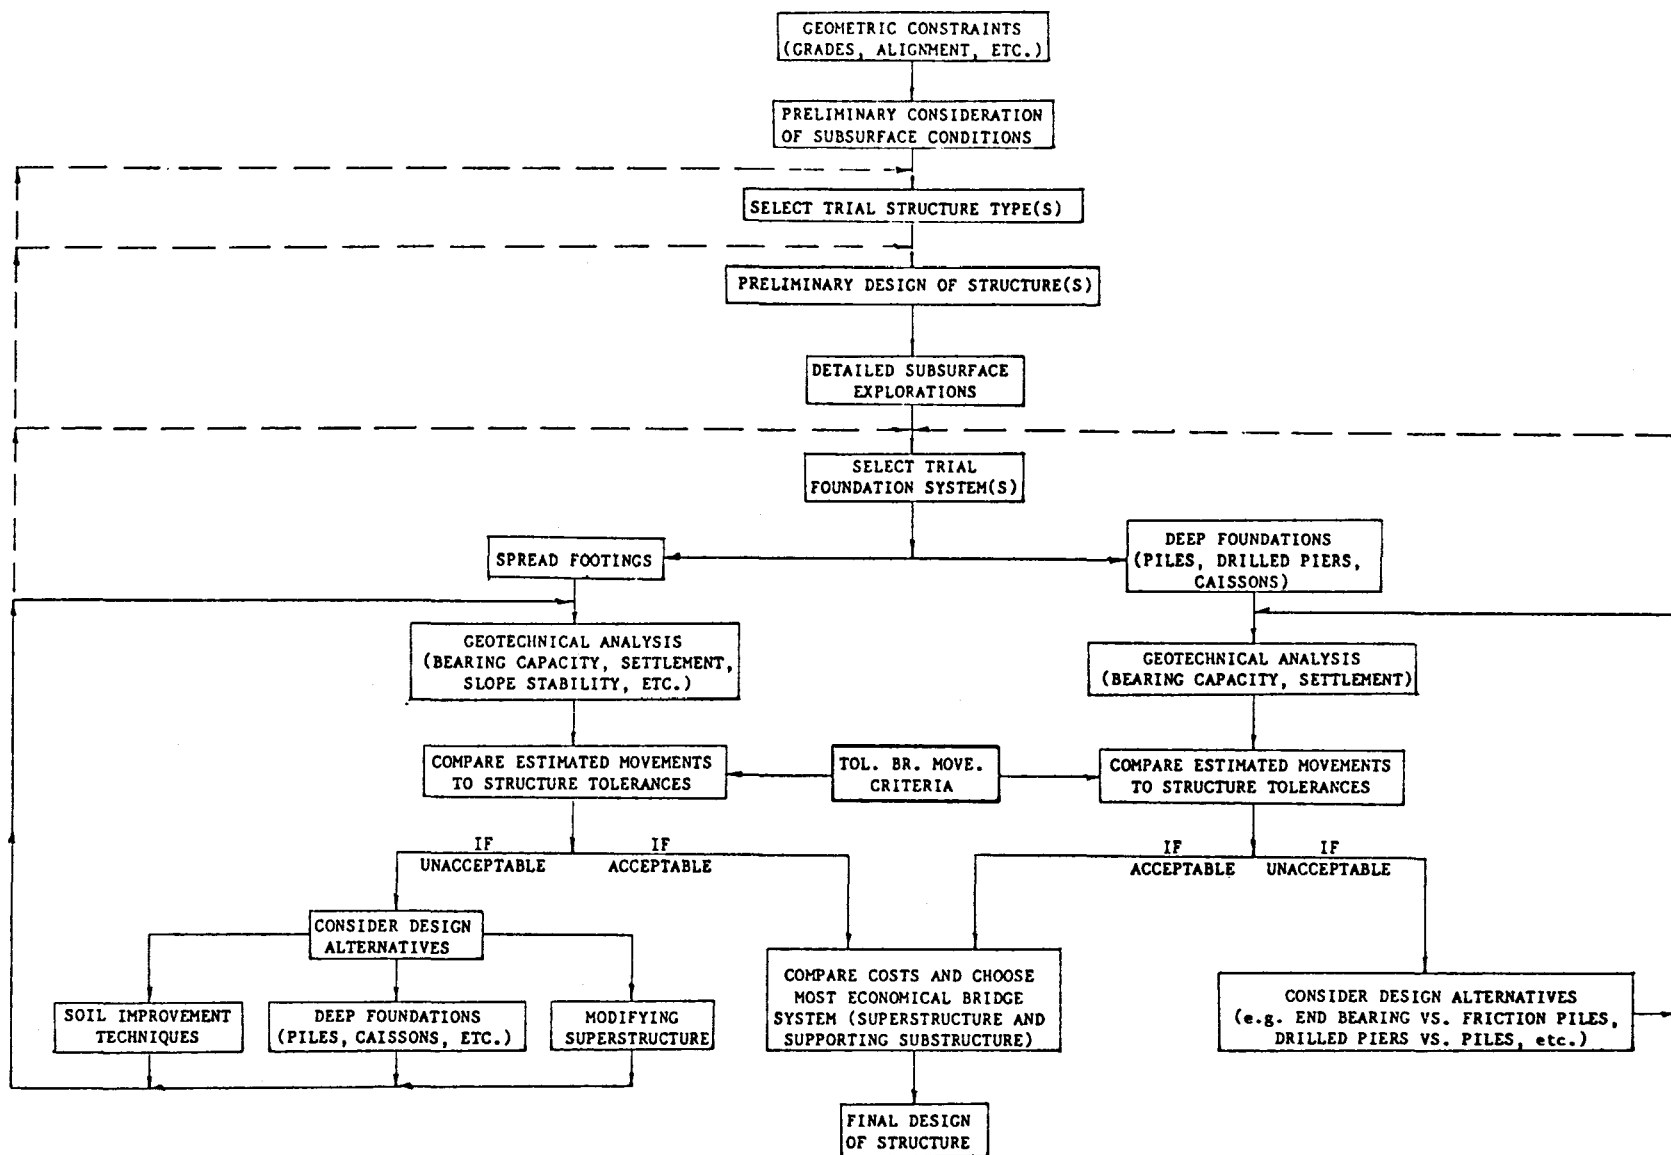 GEOMETRIC CONSTRAINTS
(GRADES, ALIGNMENT, ETC.)
PRELIMINARY CONSIDERATION
OF SUBSURFACE CONDITIONS
SELECT TRIAL STRUCTURE TYPE(S)
PRELIMINARY DESIGN OF STRUCTURE(S)
DETAILED SUBSURFACE
EXPLORATIONS
SELECT TRIAL
FOUNDATION SYSTEM(S)
SPREAD FOOTINGS
DEEP FOUNDATIONS
(PILES, DRILLED PIERS,
CAISSONS)
GEOTECHNICAL ANALYSIS
(BEARING CAPACITY, SETTLEMENT,
SLOPE STABILITY, ETC.)
GEOTECHNICAL ANALYSIS
(BEARING CAPACITY, SETTLEMENT)
COMPARE ESTIMATED MOVEMENTS
TO STRUCTURE TOLERANCES
TOL. BR. MOVE.
CRITERIA
COMPARE ESTIMATED MOVEMENTS
TO STRUCTURE TOLERANCES
IF
UNACCEPTABLE
IF
ACCEPTABLE
IF
ACCEPTABLE
IF
UNACCEPTABLE
CONSIDER DESIGN
ALTERNATIVES
SOIL IMPROVEMENT
TECHNIQUES
DEEP FOUNDATIONS
(PILES, CAISSONS, ETC.)
MODIFYING
SUPERSTRUCTURE
COMPARE COSTS AND CHOOSE
MOST ECONOMICAL BRIDGE
SYSTEM (SUPERSTRUCTURE AND
SUPPORTING SUBSTRUCTURE)
CONSIDER DESIGN ALTERNATIVES
(e.g. END BEARING VS. FRICTION PILES,
DRILLED PIERS VS. PILES, etc.)
FINAL DESIGN
OF STRUCTURE